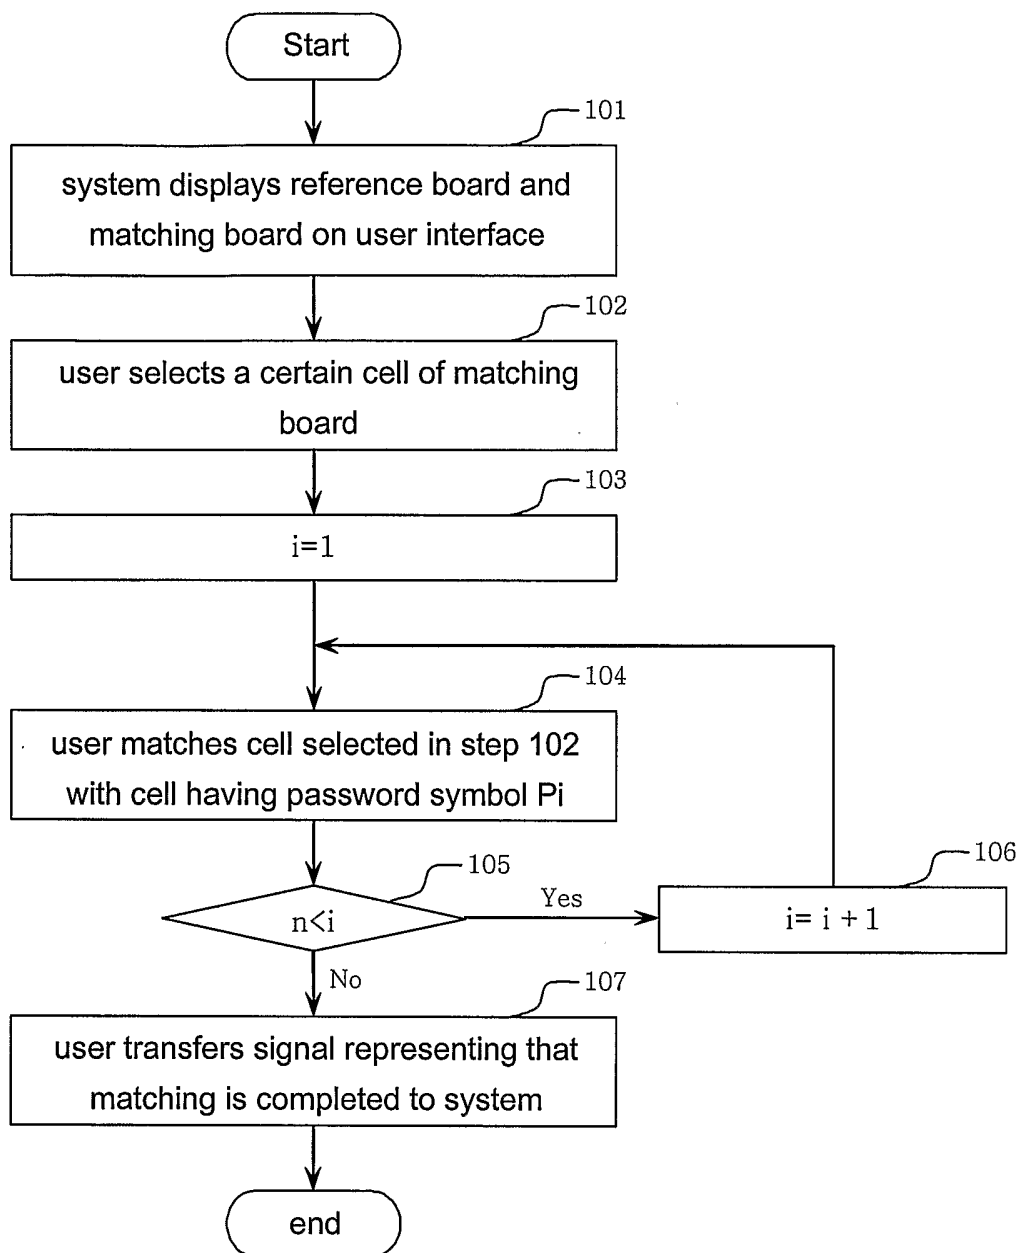 Start
101
system displays reference board and
matching board on user interface
102
user selects a certain cell of matching
board
103
i=1
104
user matches cell selected in step 102
with cell having password symbol Pi
105
n<i
Yes
106
i= i + 1
No
107
user transfers signal representing that
matching is completed to system
end